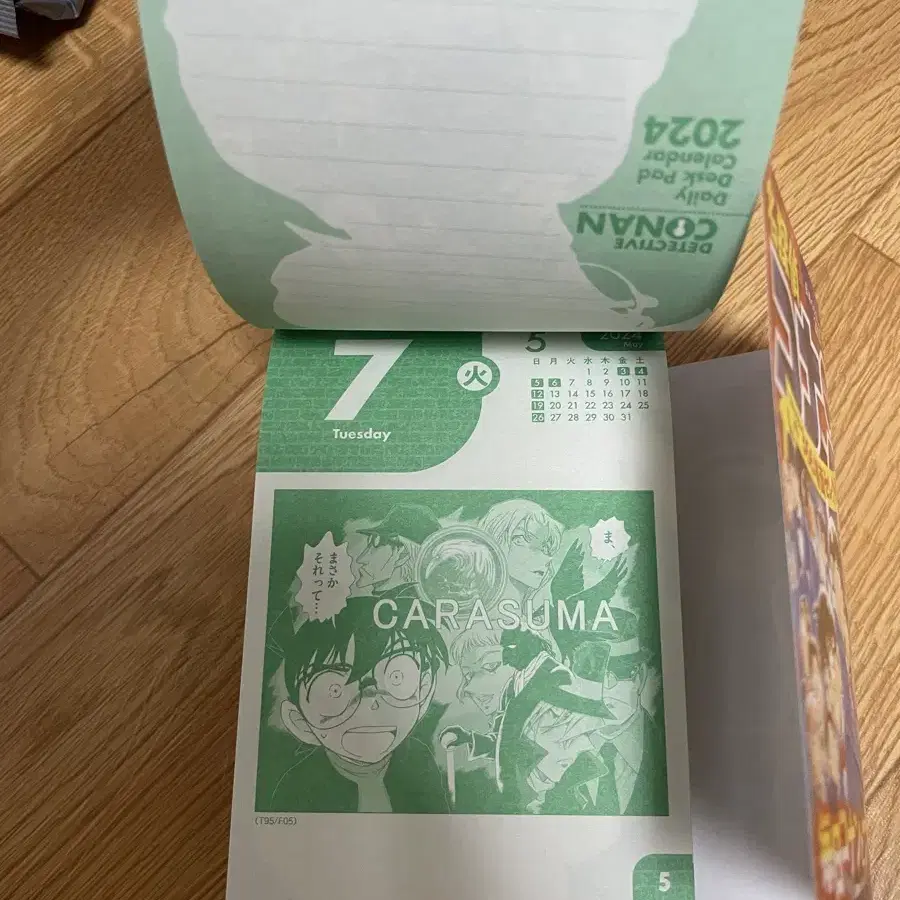 2024
Daily
Desk Pad
Calendar
DETECTIVE
CONAN
7
火
Tuesday
5
2024
May
日 月 火 水 木 金 土
1 2 3 4
5 6 7 8 9 10 11
12 13 14 15 16 17 18
19 20 21 22 23 24 25
26 27 28 29 30 31
ま、
まさか
それって…
CARASUMA
(T95/F05)
5